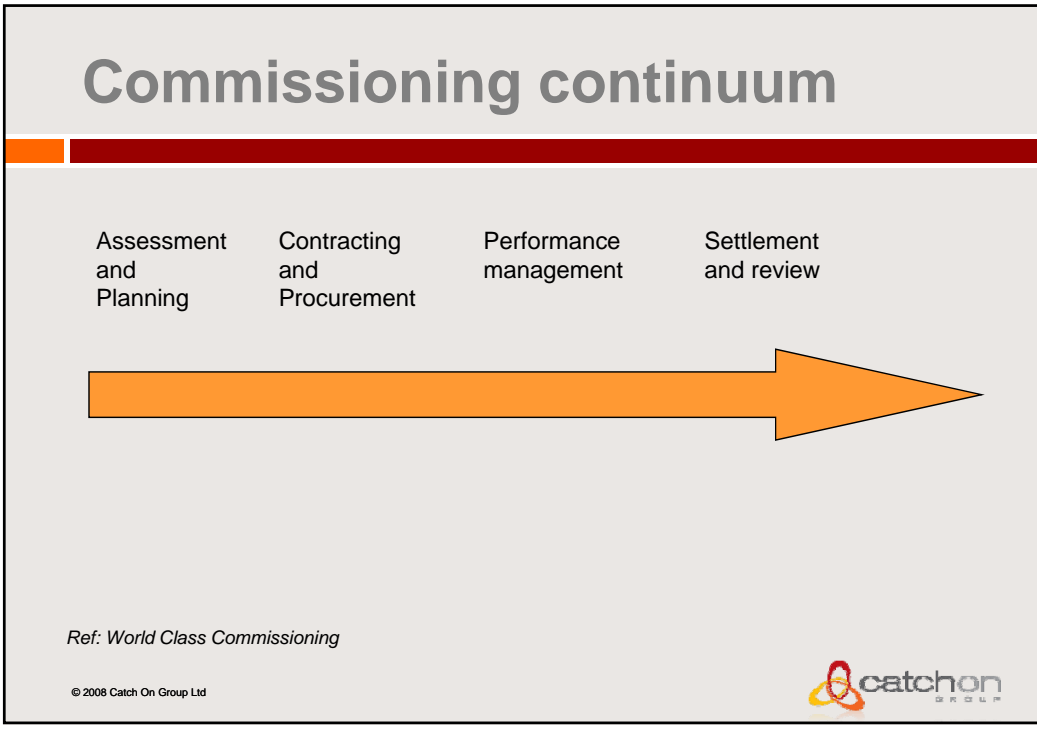 Commissioning continuum
Assessment
and
Planning
Contracting
and
Procurement
Performance
management
Settlement
and review
Ref: World Class Commissioning
© 2008 Catch On Group Ltd
catchon
GROUP